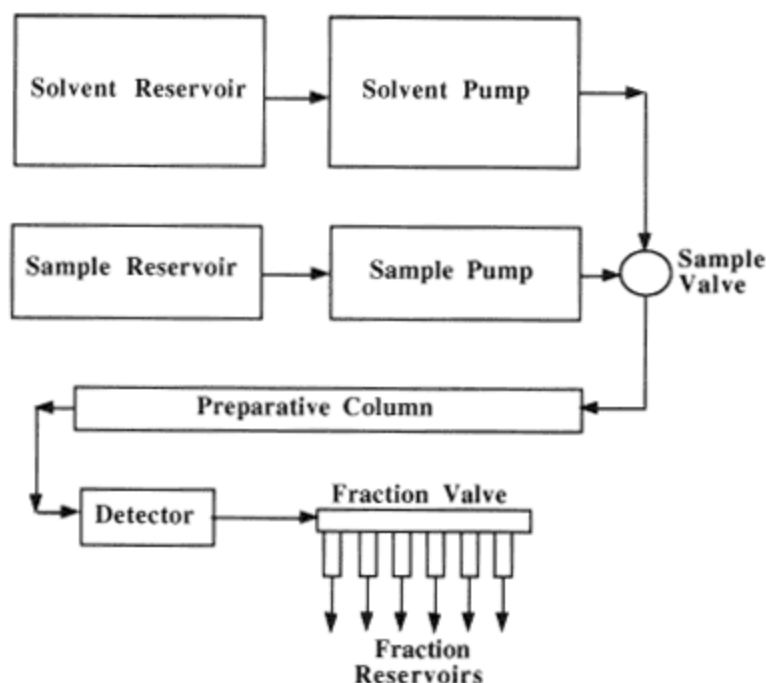 Solvent Reservoir
Solvent Pump
Sample Reservoir
Sample Pump
Sample
Valve
Preparative Column
Detector
Fraction Valve
Fraction
Reservoirs